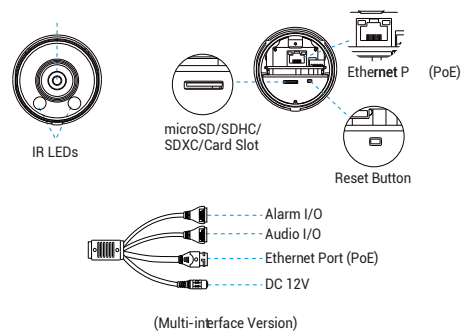 Ethernet P (PoE)
microSD/SDHC/
SDXC/Card Slot
IR LEDs
Reset Button
Alarm I/O
Audio I/O
Ethernet Port (PoE)
DC 12V
(Multi-interface Version)